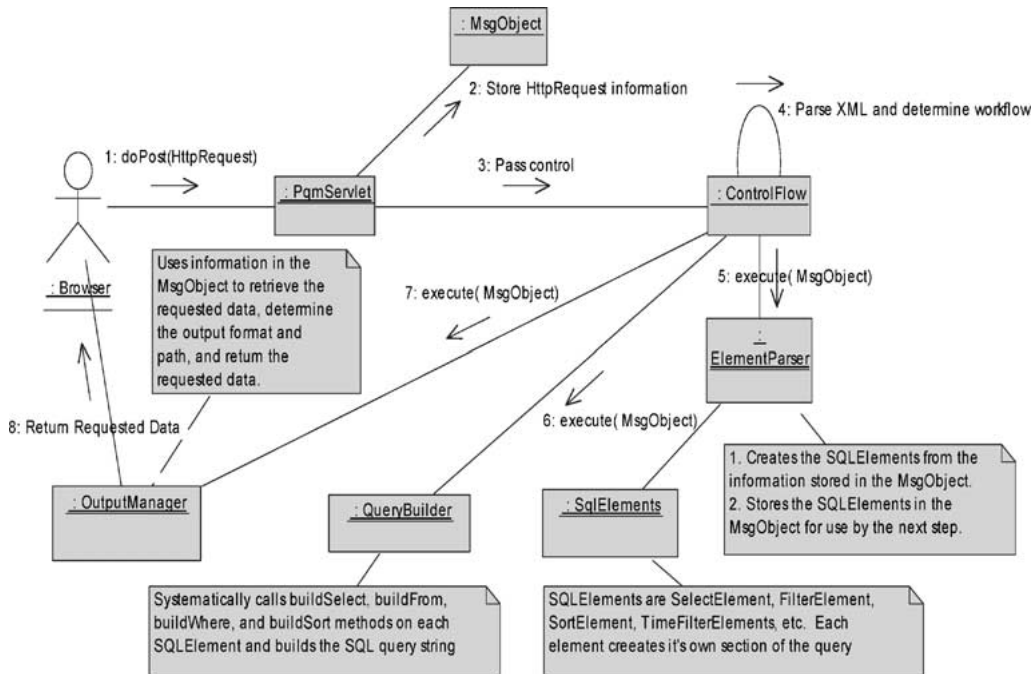 : MsgObject
2: Store HttpRequest information
4: Parse XML and determine workflow
1: doPost(HttpRequest)
3: Pass control
: PqmServlet
: ControlFlow
: Browser
Uses information in the
MsgObject to retrieve the
requested data, determine
the output format and
path, and return the
requested data.
7: execute( MsgObject)
5: execute( MsgObject)
:
ElementParser
8: Return Requested Data
6: execute( MsgObject)
1. Creates the SQLElements from the
information stored in the MsgObject.
2. Stores the SQLElements in the
MsgObject for use by the next step.
: OutputManager
: QueryBuilder
: SqlElements
Systematically calls buildSelect, buildFrom,
buildWhere, and buildSort methods on each
SQLElement and builds the SQL query string
SQLElements are SelectElement, FilterElement,
SortElement, TimeFilterElements, etc. Each
element creeates it's own section of the query